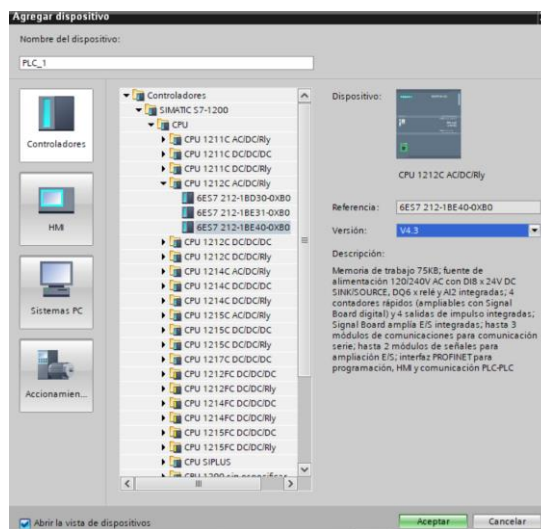 Agregar dispositivo
Nombre del dispositivo:
PLC_1
Controladores
HMI
Sistemas PC
Accionamien...
Controladores
SIMATIC S7-1200
CPU
CPU 1211C AC/DC/Rly
CPU 1211C DC/DC/DC
CPU 1211C DC/DC/Rly
CPU 1212C AC/DC/Rly
6ES7 212-1BD30-0XB0
6ES7 212-1BE31-0XB0
6ES7 212-1BE40-0XB0
CPU 1212C DC/DC/DC
CPU 1212C DC/DC/Rly
CPU 1214C AC/DC/Rly
CPU 1214C DC/DC/DC
CPU 1214C DC/DC/Rly
CPU 1215C AC/DC/Rly
CPU 1215C DC/DC/DC
CPU 1215C DC/DC/Rly
CPU 1217C DC/DC/DC
CPU 1212FC DC/DC/DC
CPU 1212FC DC/DC/Rly
CPU 1214FC DC/DC/DC
CPU 1214FC DC/DC/Rly
CPU 1215FC DC/DC/DC
CPU 1215FC DC/DC/Rly
CPU SIPLUS
CPU 1200 sin especificar
Dispositivo:
CPU 1212C AC/DC/Rly
Referencia:
6ES7 212-1BE40-0XB0
Versión:
V4.3
Descripción:
Memoria de trabajo 75KB; fuente de
alimentación 120/240V AC con DI8 x 24V DC
SINK/SOURCE, DQ6 x relé y AI2 integradas; 4
contadores rápidos (ampliables con Signal
Board digital) y 4 salidas de impulso integradas;
Signal Board amplía E/S integradas; hasta 3
módulos de comunicaciones para comunicación
serie; hasta 2 módulos de señales para
ampliación E/S; interfaz PROFINET para
programación, HMI y comunicación PLC-PLC
Abrir la vista de dispositivos
Aceptar
Cancelar